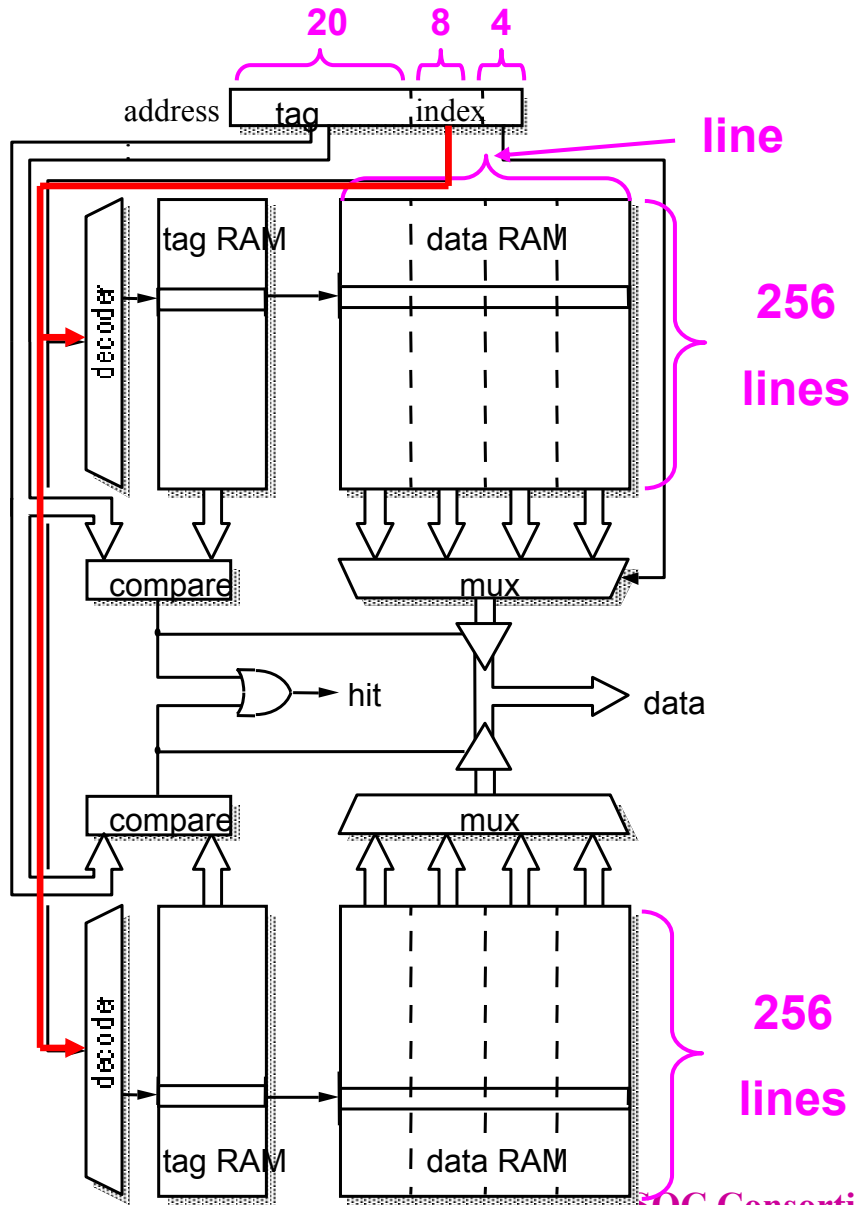 20 8 4
address tag index
line
tag RAM data RAM
decoder
256
lines
compare mux
hit data
compare mux
decoder
256
lines
tag RAM data RAM